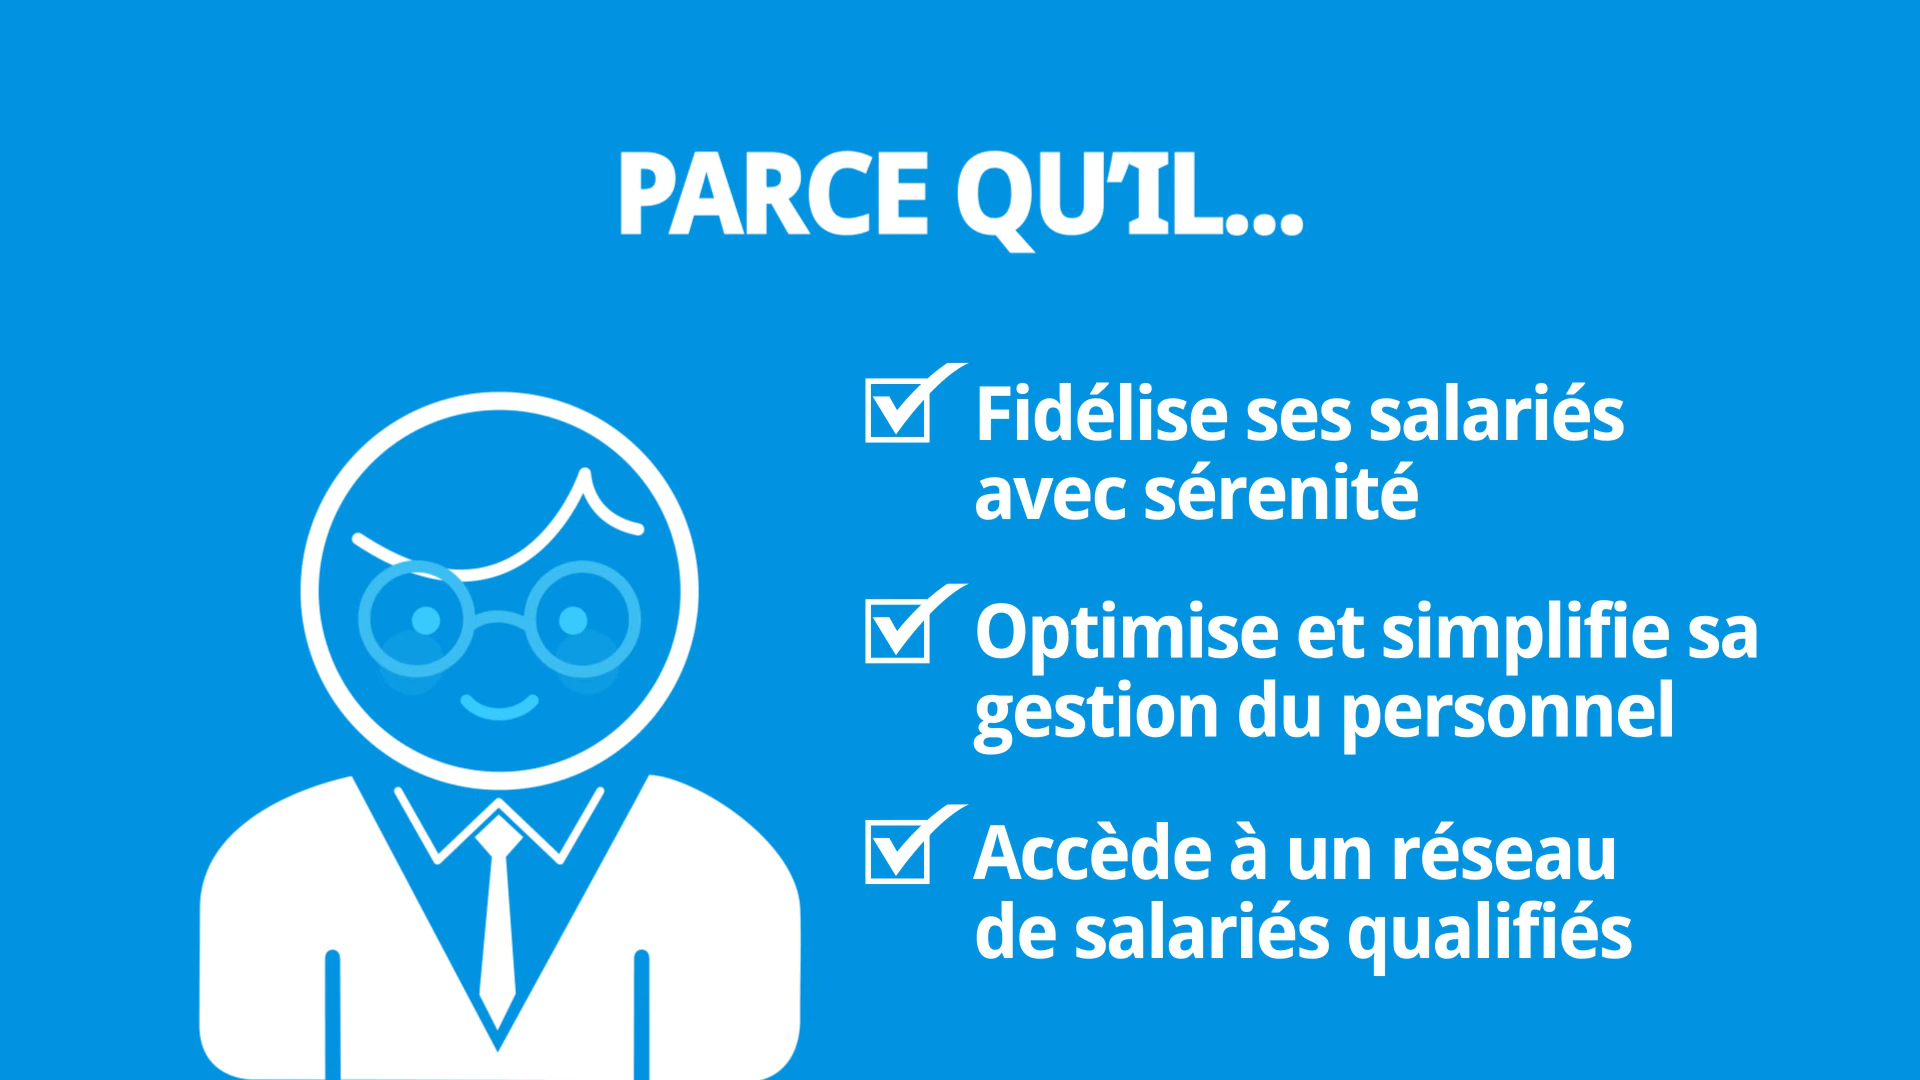 PARCE QU'IL...
Fidélise ses salariés
avec sérenité
Optimise et simplifie sa
gestion du personnel
Accède à un réseau
de salariés qualifiés